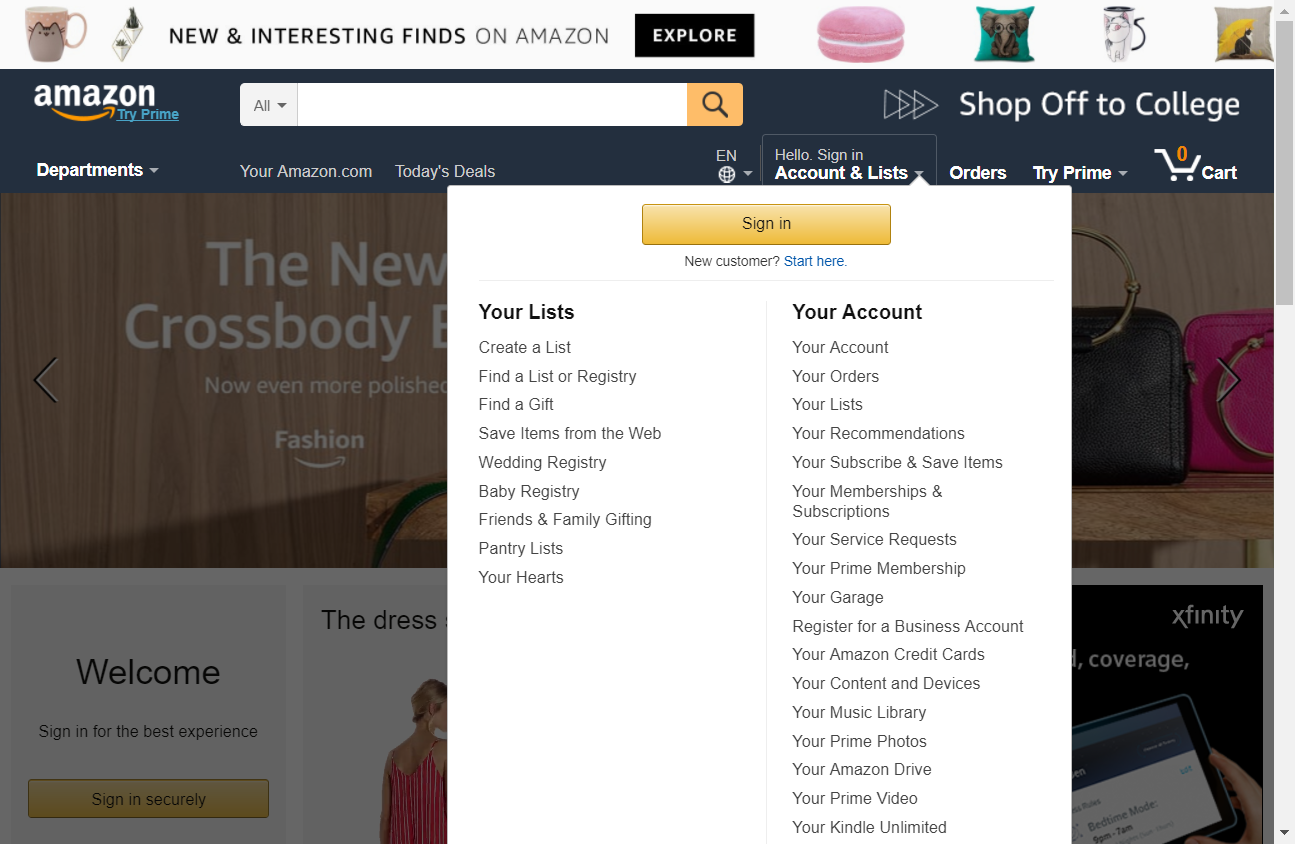 NEW & INTERESTING FINDS ON AMAZON
EXPLORE
amazon
Try Prime
All
Shop Off to College
Departments
Your Amazon.com
Today's Deals
EN
Hello. Sign in
Account & Lists
Orders
Try Prime
0
Cart
Sign in
New customer? Start here.
Your Lists
Create a List
Find a List or Registry
Find a Gift
Save Items from the Web
Wedding Registry
Baby Registry
Friends & Family Gifting
Pantry Lists
Your Hearts
Your Account
Your Account
Your Orders
Your Lists
Your Recommendations
Your Subscribe & Save Items
Your Memberships &
Subscriptions
Your Service Requests
Your Prime Membership
Your Garage
Register for a Business Account
Your Amazon Credit Cards
Your Content and Devices
Your Music Library
Your Prime Photos
Your Amazon Drive
Your Prime Video
Your Kindle Unlimited
The New
Crossbody
Now even more polished
Fashion
Welcome
Sign in for the best experience
Sign in securely
The dress
xfinity
coverage,
Bedtime Mode:
9pm - 7am